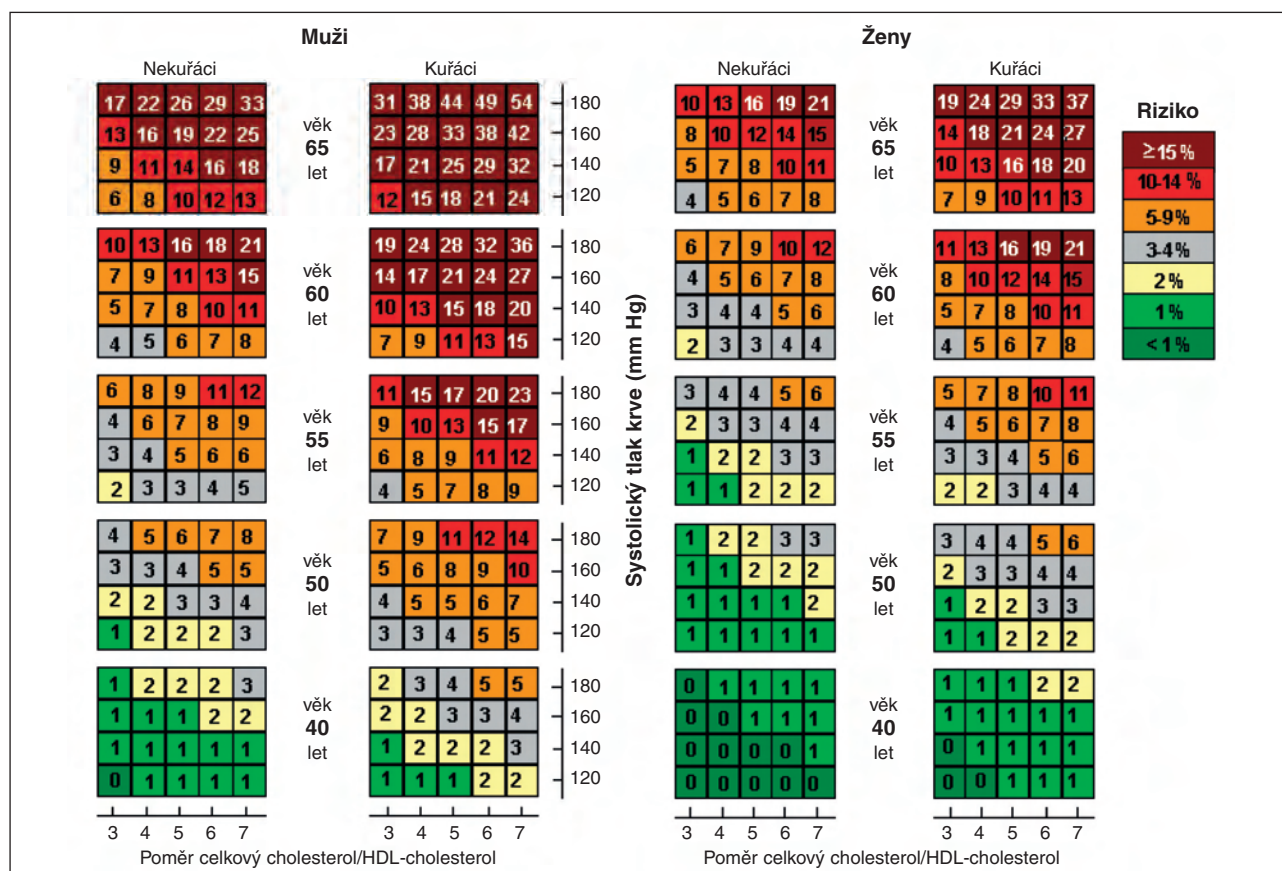 Muži Ženy
Nekuřáci Kuřáci Nekuřáci Kuřáci
17 22 26 29 33 31 38 44 49 54 180 10 13 16 19 21 19 24 29 33 37 Riziko
13 16 19 22 25 věk 23 28 33 38 42 160 8 10 12 14 15 věk 14 18 21 24 27 ≥15 %
9 11 14 16 18 65 17 21 25 29 32 140 5 7 8 10 11 65 10 13 16 18 20 10-14 %
6 8 10 12 13 let 12 15 18 21 24 120 4 5 6 7 8 let 7 9 10 11 13 5-9%
10 13 16 18 21 19 24 28 32 36 180 6 7 9 10 12 11 13 16 19 21 3-4%
7 9 11 13 15 věk 14 17 21 24 27 160 4 5 6 7 8 věk 8 10 12 14 15 2%
5 7 8 10 11 60 10 13 15 18 20 140 3 4 4 5 6 60 5 7 8 10 11 1%
4 5 6 7 8 let 7 9 11 13 15 120 2 3 3 4 4 let 4 5 6 7 8 <1%
Systolický tlak krve (mm Hg)
6 8 9 11 12 11 15 17 20 23 180 3 4 4 5 6 5 7 8 10 11
4 6 7 8 9 věk 9 10 13 15 17 160 2 3 3 4 4 věk 4 5 6 7 8
3 4 5 6 6 55 6 8 9 11 12 140 1 2 2 3 3 55 3 3 4 5 6
2 3 3 4 5 let 4 5 7 8 9 120 1 1 2 2 2 let 2 2 3 4 4
4 5 6 7 8 7 9 11 12 14 180 1 2 2 3 3 3 4 4 5 6
3 3 4 5 5 věk 5 6 8 9 10 160 1 1 2 2 2 věk 2 3 3 4 4
2 2 3 3 4 50 4 5 5 6 7 140 1 1 1 1 2 50 1 2 2 3 3
1 2 2 2 3 let 3 3 4 5 5 120 1 1 1 1 1 let 1 1 2 2 2
1 2 2 2 3 2 3 4 5 5 180 0 1 1 1 1 1 1 1 2 2
1 1 1 2 2 věk 2 2 3 3 4 160 0 0 1 1 1 věk 1 1 1 1 1
1 1 1 1 1 40 1 2 2 2 3 140 0 0 0 0 1 40 0 1 1 1 1
0 1 1 1 1 let 1 1 1 2 2 120 0 0 0 0 0 let 0 0 1 1 1
3 4 5 6 7 3 4 5 6 7 3 4 5 6 7 3 4 5 6 7
Poměr celkový cholesterol/HDL-cholesterol Poměr celkový cholesterol/HDL-cholesterol